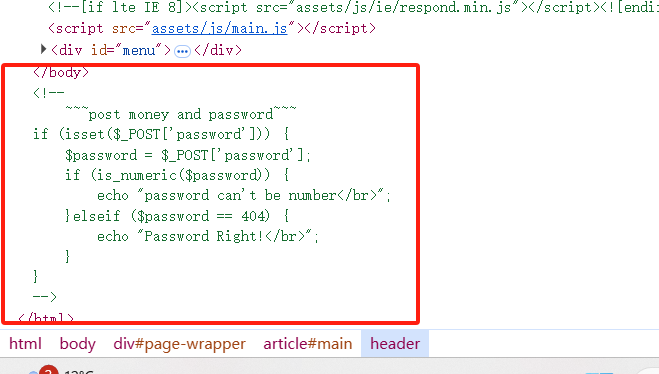 <!--[if lte IE 8]><script src="assets/js/ie/respond.min.js"></script><![endi
<script src="assets/js/main.js"></script>
<div id="menu">…</div>
</body>
<!--
~~~post money and password~~~
if (isset($_POST['password'])) {
$password = $_POST['password'];
if (is_numeric($password)) {
echo "password can't be number</br>";
}elseif ($password == 404) {
echo "Password Right!</br>";
}
}
-->
</html>
html body div#page-wrapper article#main header